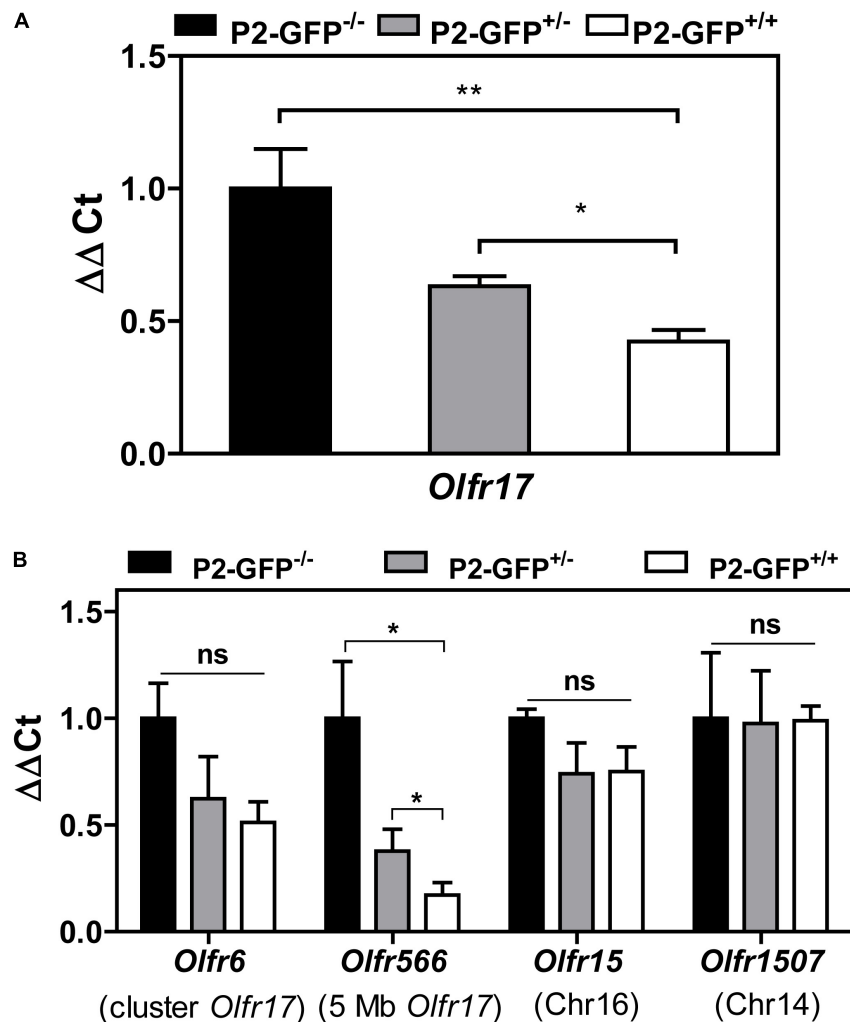 A
P2-GFP-/- P2-GFP+/- P2-GFP+/+
1.5
**
1.0
*
ΔΔ Ct
0.5
0.0
Olfr17
B
P2-GFP-/- P2-GFP+/- P2-GFP+/+
1.5
ns * ns ns
1.0
ΔΔCt
*
0.5
0.0
Olfr6 Olfr566 Olfr15 Olfr1507
(cluster Olfr17) (5 Mb Olfr17) (Chr16) (Chr14)